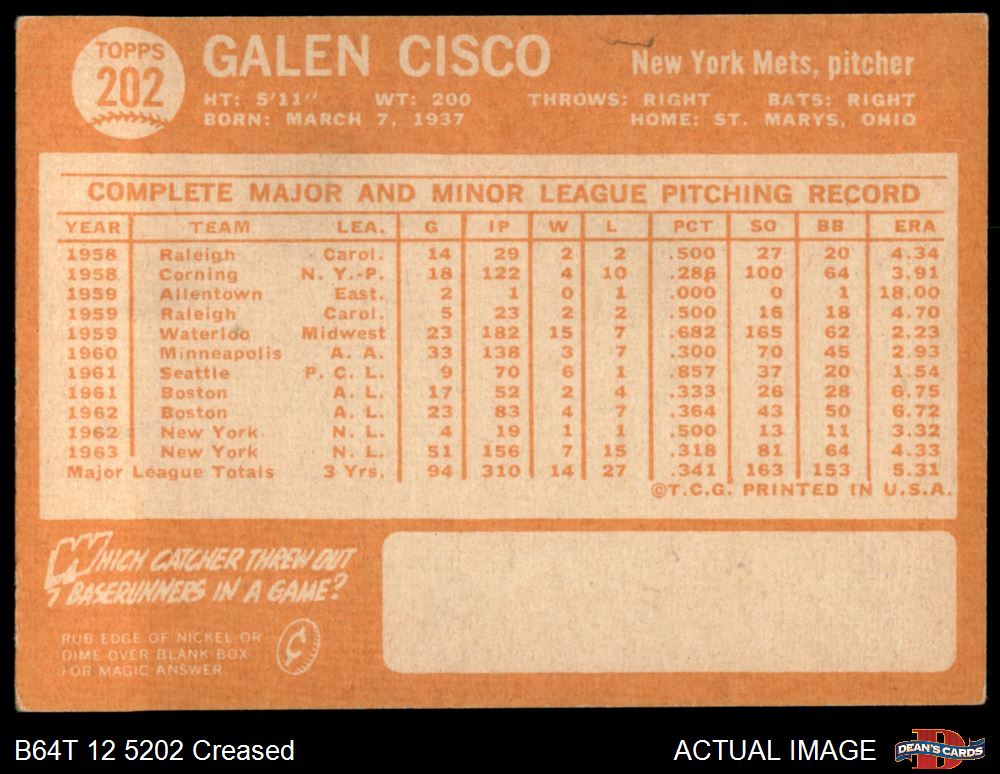 TOPPS
202
GALEN CISCO
New York Mets, pitcher
HT: 5'11" WT: 200 THROWS: RIGHT BATS: RIGHT
BORN: MARCH 7, 1937 HOME: ST. MARYS, OHIO
COMPLETE MAJOR AND MINOR LEAGUE PITCHING RECORD
YEAR TEAM LEA. G IP W L PCT SO BB ERA
1958 Raleigh Carol. 14 29 2 2 .500 27 20 4.34
1958 Corning N. Y.-P. 18 122 4 10 .286 100 64 3.91
1959 Allentown East. 2 1 0 1 .000 0 1 18.00
1959 Raleigh Carol. 5 23 2 2 .500 16 18 4.70
1959 Waterloo Midwest 23 182 15 7 .682 165 62 2.23
1960 Minneapolis A. A. 33 138 3 7 .300 70 45 2.93
1961 Seattle P. C. L. 9 70 6 1 .857 37 20 1.54
1961 Boston A. L. 17 52 2 4 .333 26 28 6.75
1962 Boston A. L. 23 83 4 7 .364 43 50 6.72
1962 New York N. L. 4 19 1 1 .500 13 11 3.32
1963 New York N. L. 51 156 7 15 .318 81 64 4.33
Major League Totals 3 Yrs. 94 310 14 27 .341 163 153 5.31
©T.C.G. PRINTED IN U.S.A.
WHICH CATCHER THREW OUT
7 BASERUNNERS IN A GAME?
RUB EDGE OF NICKEL OR
DIME OVER BLANK BOX
FOR MAGIC ANSWER
¢
B64T 12 5202 Creased
ACTUAL IMAGE
D
DEAN'S CARDS